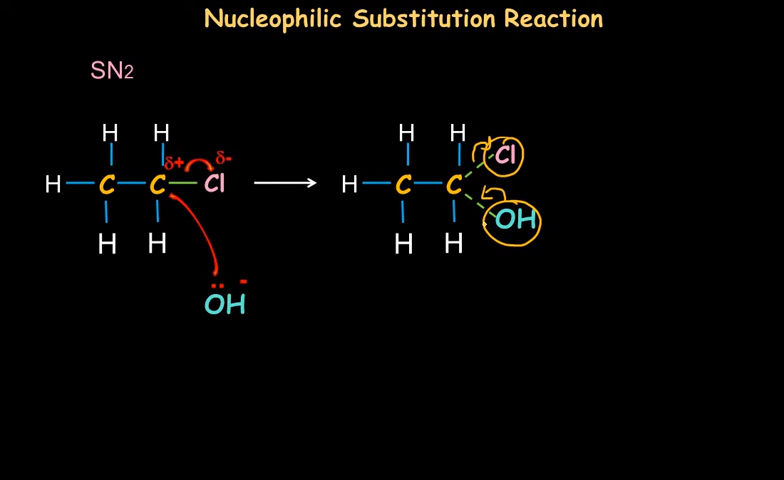 Nucleophilic Substitution Reaction
SN2
H H H H Cl
δ+ δ-
H C C Cl H C C
OH
H H H H
OH -